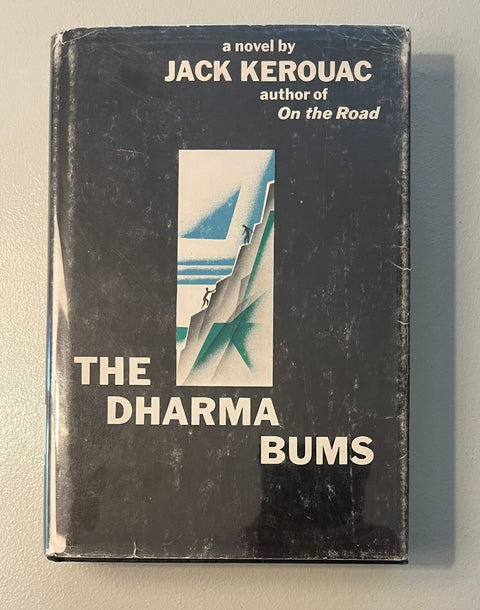 a novel by
JACK KEROUAC
author of
On the Road
THE
DHARMA
BUMS